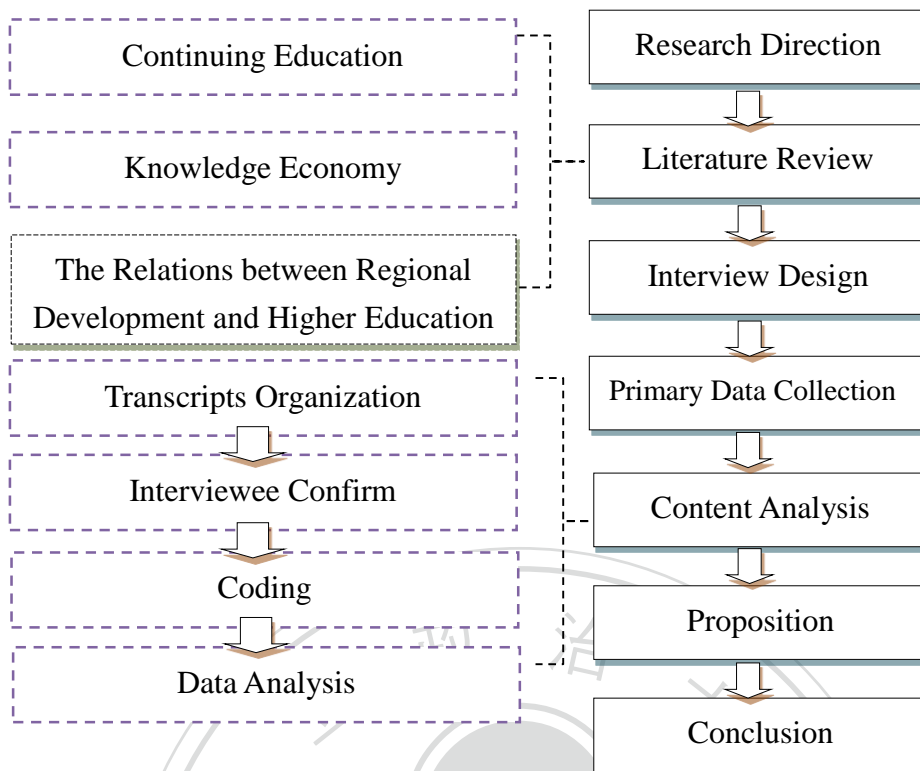 Continuing Education
Knowledge Economy
The Relations between Regional
Development and Higher Education
Transcripts Organization
Interviewee Confirm
Coding
Data Analysis
Research Direction
Literature Review
Interview Design
Primary Data Collection
Content Analysis
Proposition
Conclusion
治